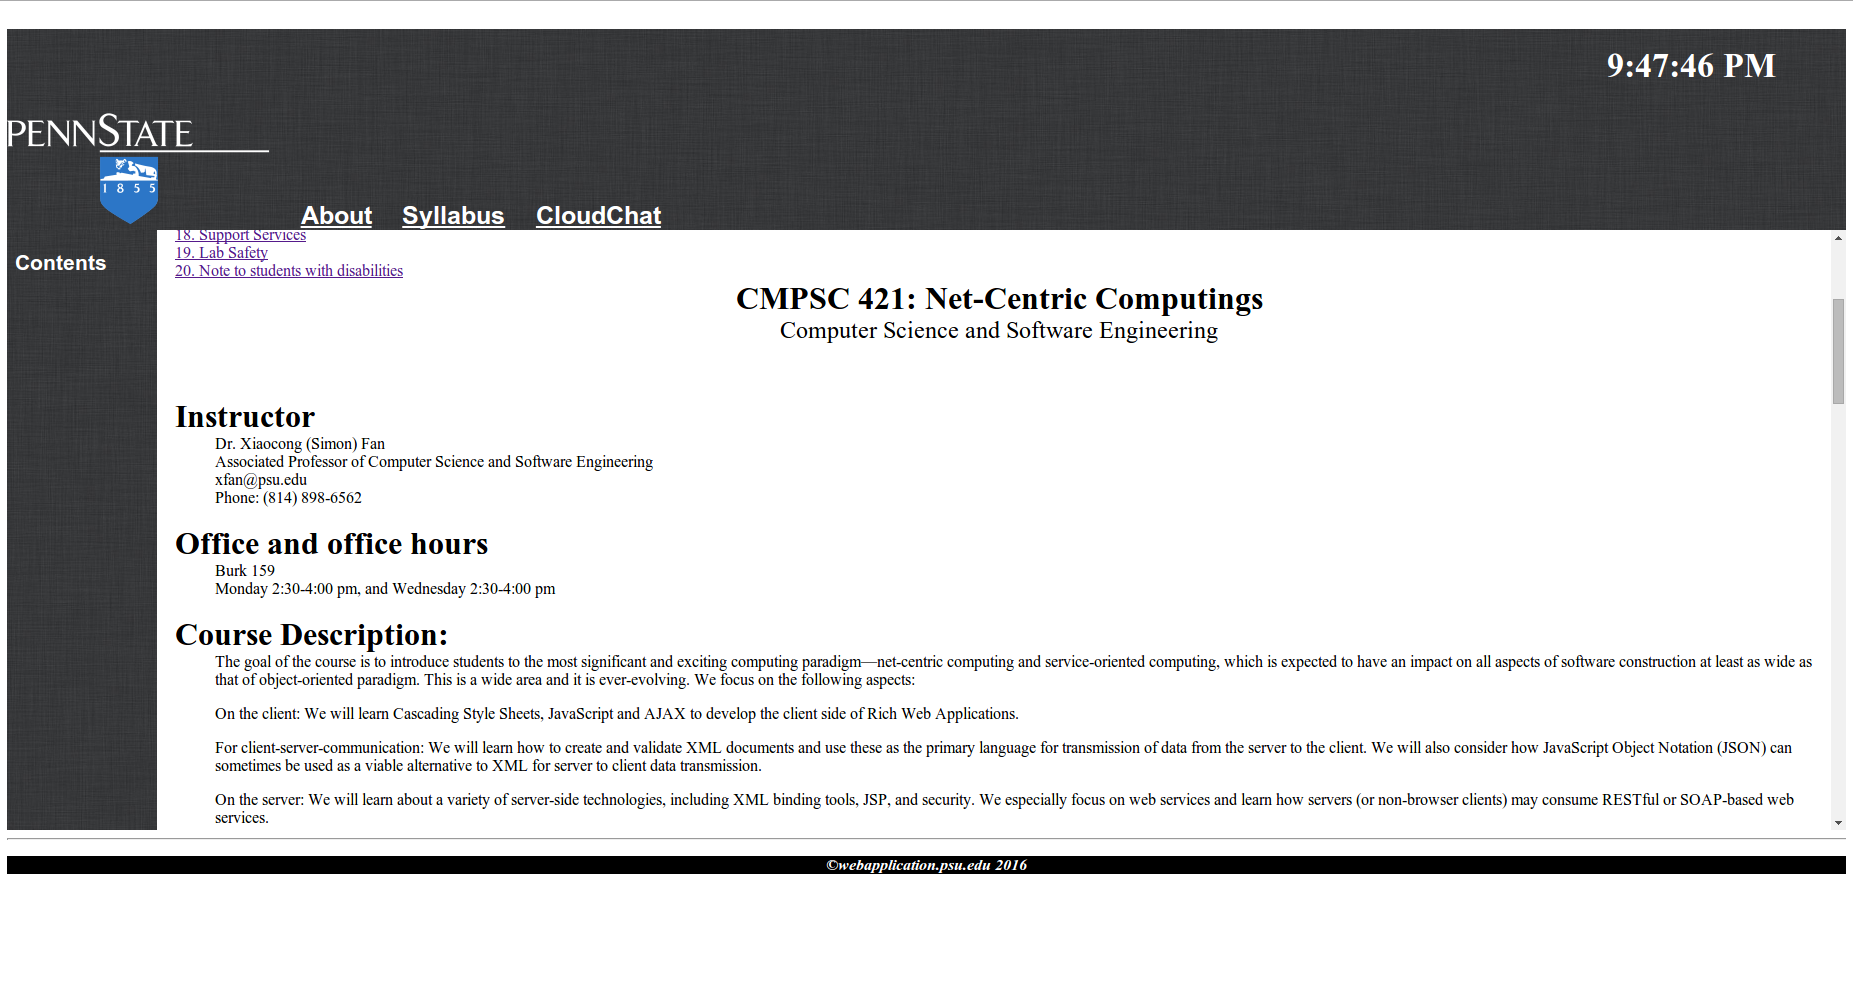 9:47:46 PM
PENNSTATE
1855
About Syllabus CloudChat
Contents
18. Support Services
19. Lab Safety
20. Note to students with disabilities
CMPSC 421: Net-Centric Computings
Computer Science and Software Engineering
Instructor
Dr. Xiaocong (Simon) Fan
Associated Professor of Computer Science and Software Engineering
xfan@psu.edu
Phone: (814) 898-6562
Office and office hours
Burk 159
Monday 2:30-4:00 pm, and Wednesday 2:30-4:00 pm
Course Description:
The goal of the course is to introduce students to the most significant and exciting computing paradigm—net-centric computing and service-oriented computing, which is expected to have an impact on all aspects of software construction at least as wide as
that of object-oriented paradigm. This is a wide area and it is ever-evolving. We focus on the following aspects:
On the client: We will learn Cascading Style Sheets, JavaScript and AJAX to develop the client side of Rich Web Applications.
For client-server-communication: We will learn how to create and validate XML documents and use these as the primary language for transmission of data from the server to the client. We will also consider how JavaScript Object Notation (JSON) can
sometimes be used as a viable alternative to XML for server to client data transmission.
On the server: We will learn about a variety of server-side technologies, including XML binding tools, JSP, and security. We especially focus on web services and learn how servers (or non-browser clients) may consume RESTful or SOAP-based web
services.
©webapplication.psu.edu 2016